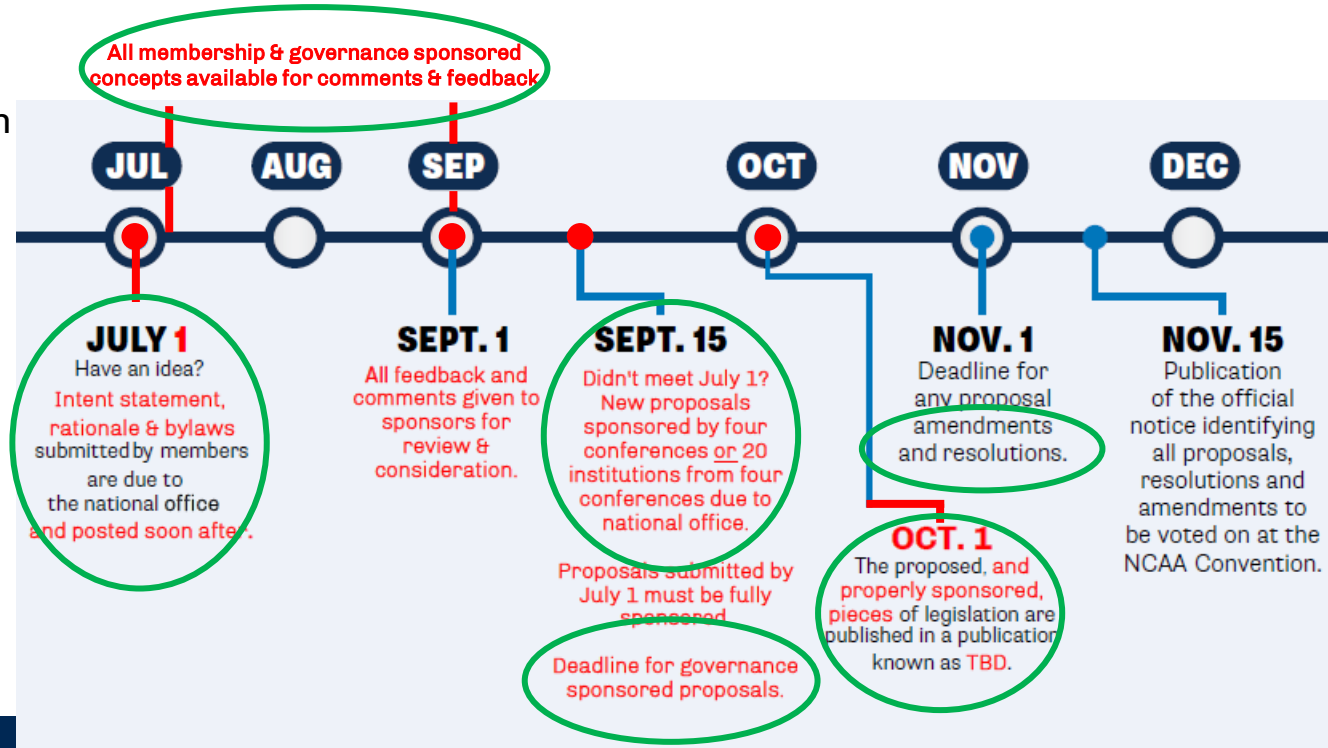 All membership & governance sponsored
concepts available for comments & feedback
n
JUL
AUG
SEP
OCT
NOV
DEC
JULY 1
Have an idea?
Intent statement,
rationale & bylaws
submitted by members
are due to
the national office
and posted soon after.
SEPT. 1
All feedback and
comments given to
sponsors for
review &
consideration.
SEPT. 15
Didn't meet July 1?
New proposals
sponsored by four
conferences or 20
institutions from four
conferences due to
national office.
Proposals submitted by
July 1 must be fully
sponsored
Deadline for governance
sponsored proposals.
OCT. 1
The proposed, and
properly sponsored,
pieces of legislation are
published in a publication
known as TBD.
NOV. 1
Deadline for
any proposal
amendments
and resolutions.
NOV. 15
Publication
of the official
notice identifying
all proposals,
resolutions and
amendments to
be voted on at the
NCAA Convention.